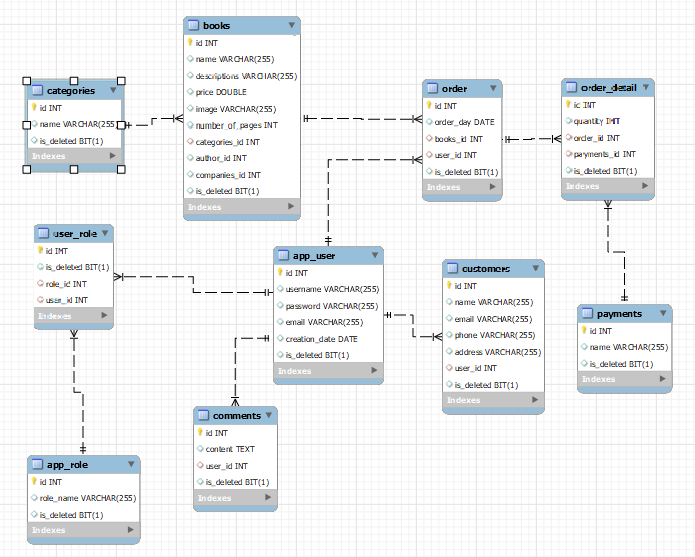 books
id INT
name VARCHAR(255)
descriptions VARCHAR(255)
price DOUBLE
image VARCHAR(255)
number_of_pages INT
categories_id INT
author_id INT
companies_id INT
is_deleted BIT(1)
Indexes
categories
id INT
name VARCHAR(255)
is_deleted BIT(1)
Indexes
order
id INT
order_day DATE
books_id INT
user_id INT
is_deleted BIT(1)
Indexes
order_detail
id INT
quantity INT
order_id INT
payments_id INT
is_deleted BIT(1)
Indexes
user_role
id INT
is_deleted BIT(1)
role_id INT
user_id INT
Indexes
app_user
id INT
username VARCHAR(255)
password VARCHAR(255)
email VARCHAR(255)
creation_date DATE
is_deleted BIT(1)
Indexes
customers
id INT
name VARCHAR(255)
email VARCHAR(255)
phone VARCHAR(255)
address VARCHAR(255)
user_id INT
is_deleted BIT(1)
Indexes
payments
id INT
name VARCHAR(255)
is_deleted BIT(1)
Indexes
comments
id INT
content TEXT
user_id INT
is_deleted BIT(1)
Indexes
app_role
id INT
role_name VARCHAR(255)
is_deleted BIT(1)
Indexes